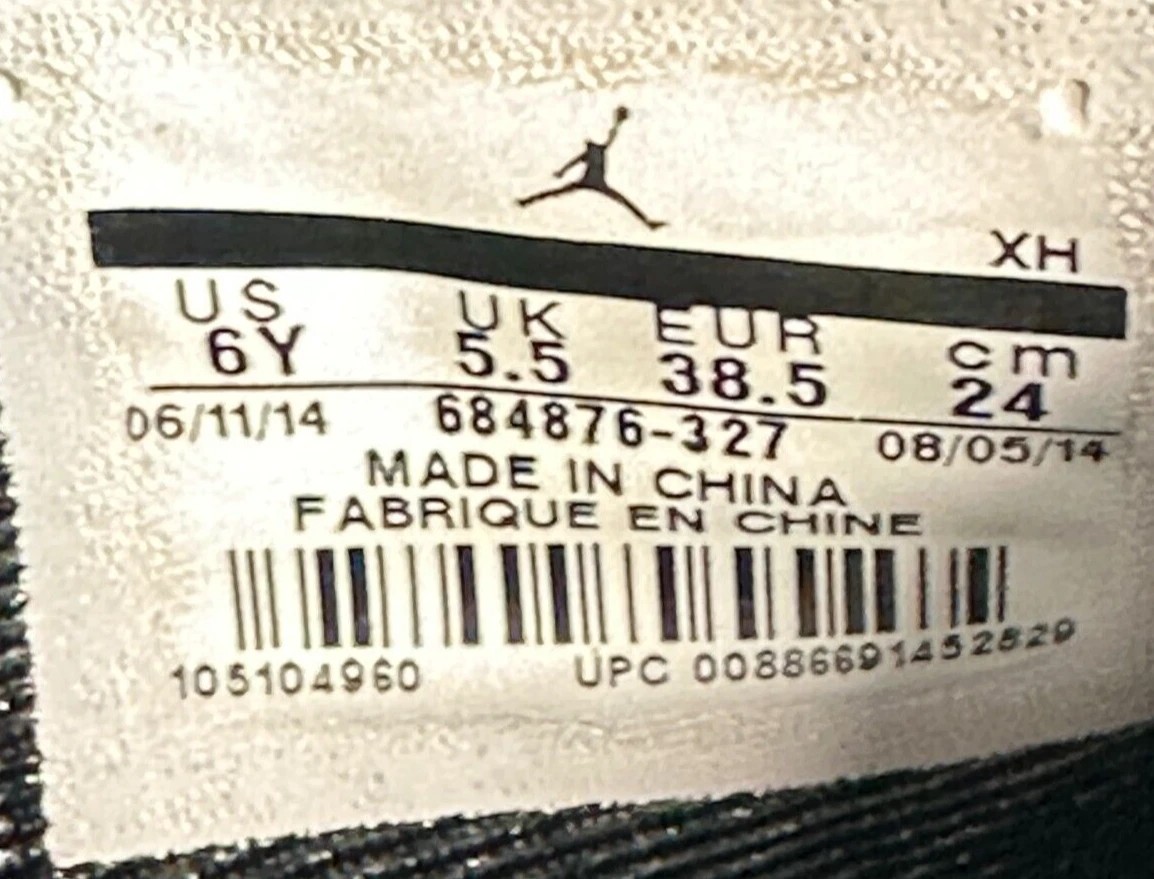 XH
US UK EUR cm
6Y 5.5 38.5 24
06/11/14 684876-327 08/05/14
MADE IN CHINA
FABRIQUE EN CHINE
105104960 UPC 00886691452829